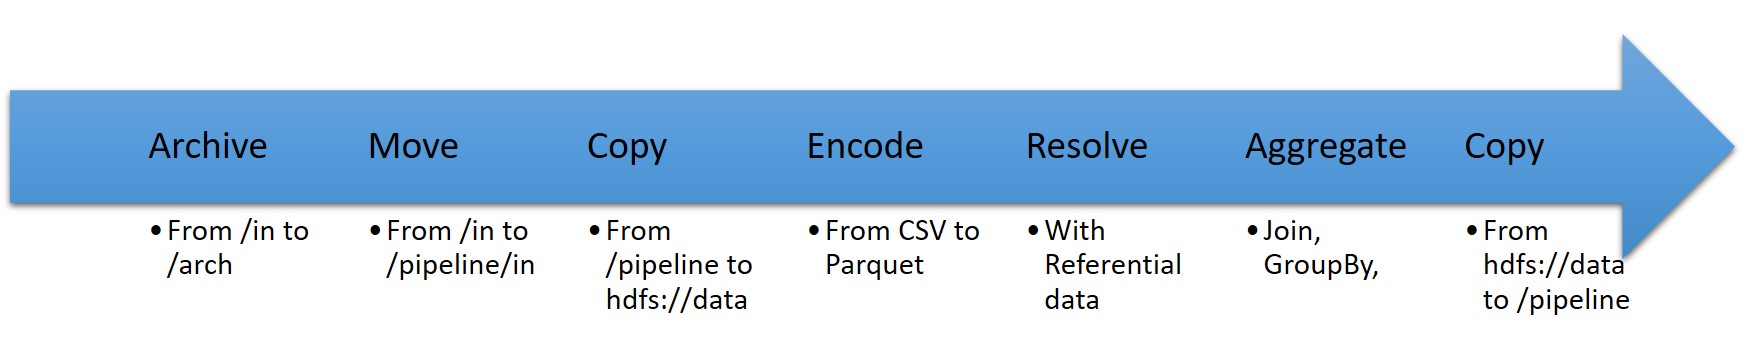 Archive
Move
Copy
Encode
Resolve
Aggregate
Copy
•From /in to
/arch
•From /in to
/pipeline/in
•From
/pipeline to
hdfs://data
•From CSV to
Parquet
•With
Referential
data
•Join,
GroupBy,
•From
hdfs://data
to /pipeline